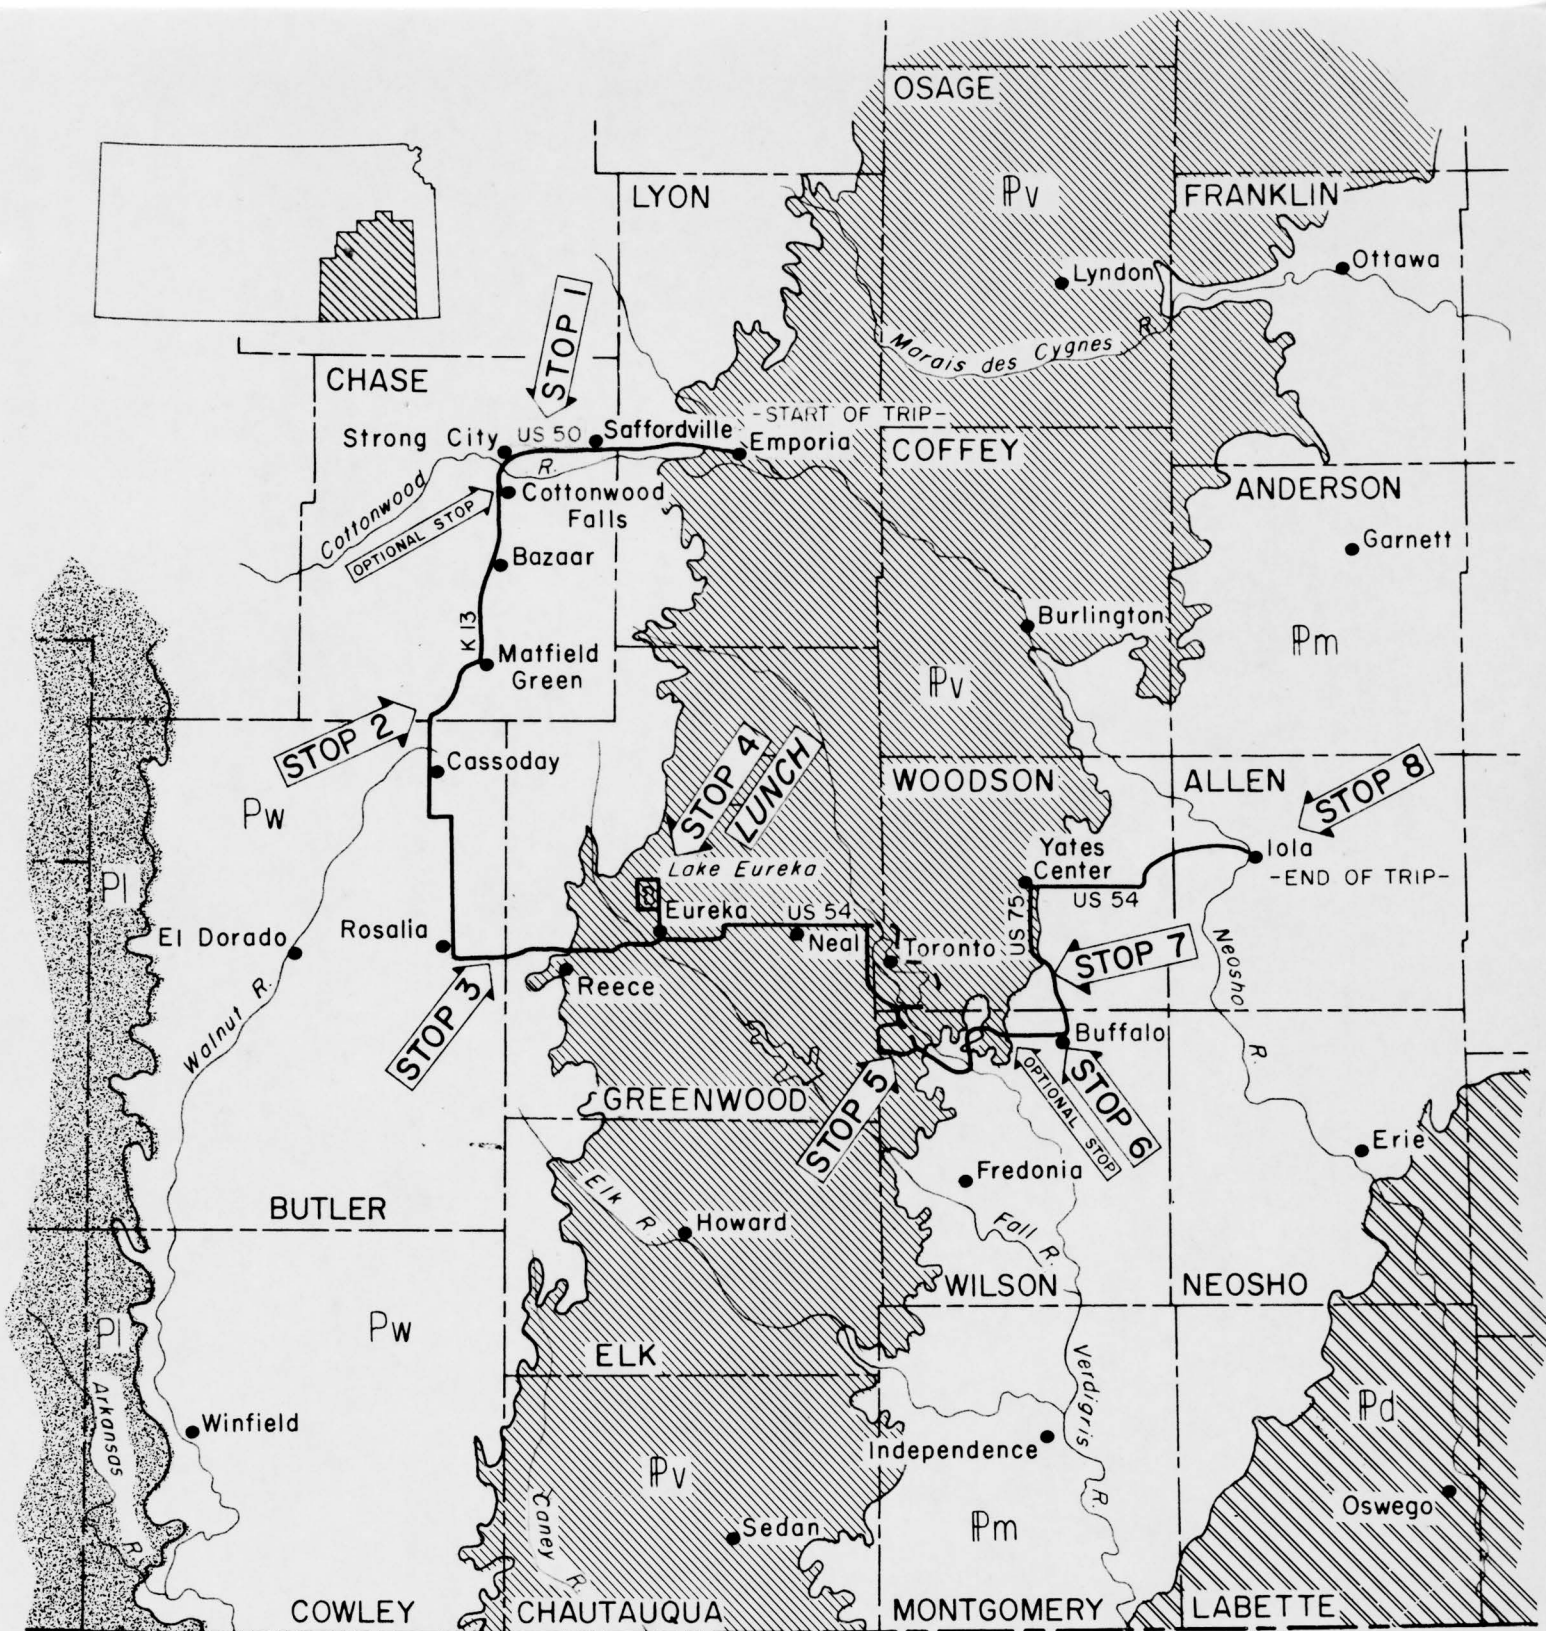 OSAGE
LYON
ℙv
FRANKLIN
Lyndon
Ottawa
Marais des Cygnes R.
STOP 1
CHASE
-START OF TRIP-
Strong City
US 50
Saffordville
Emporia
COFFEY
Cottonwood R.
Cottonwood
Falls
ANDERSON
OPTIONAL STOP
Garnett
Bazaar
K 13
Burlington
ℙm
Matfield
Green
ℙv
STOP 2
Cassoday
STOP 4
LUNCH
WOODSON
ALLEN
STOP 8
Pw
Yates
Center
Iola
-END OF TRIP-
Pl
Lake Eureka
US 54
El Dorado
Rosalia
Eureka
US 54
Neal
Toronto
US 75
STOP 7
Neosho R.
Reece
STOP 3
Walnut R.
Buffalo
GREENWOOD
STOP 5
OPTIONAL STOP
STOP 6
Erie
Fredonia
BUTLER
Elk R.
Howard
Fall R.
WILSON
NEOSHO
Pl
Pw
ELK
Verdigris R.
ℙd
Arkansas R.
Winfield
Independence
ℙv
Caney R.
Sedan
ℙm
Oswego
COWLEY
CHAUTAUQUA
MONTGOMERY
LABETTE